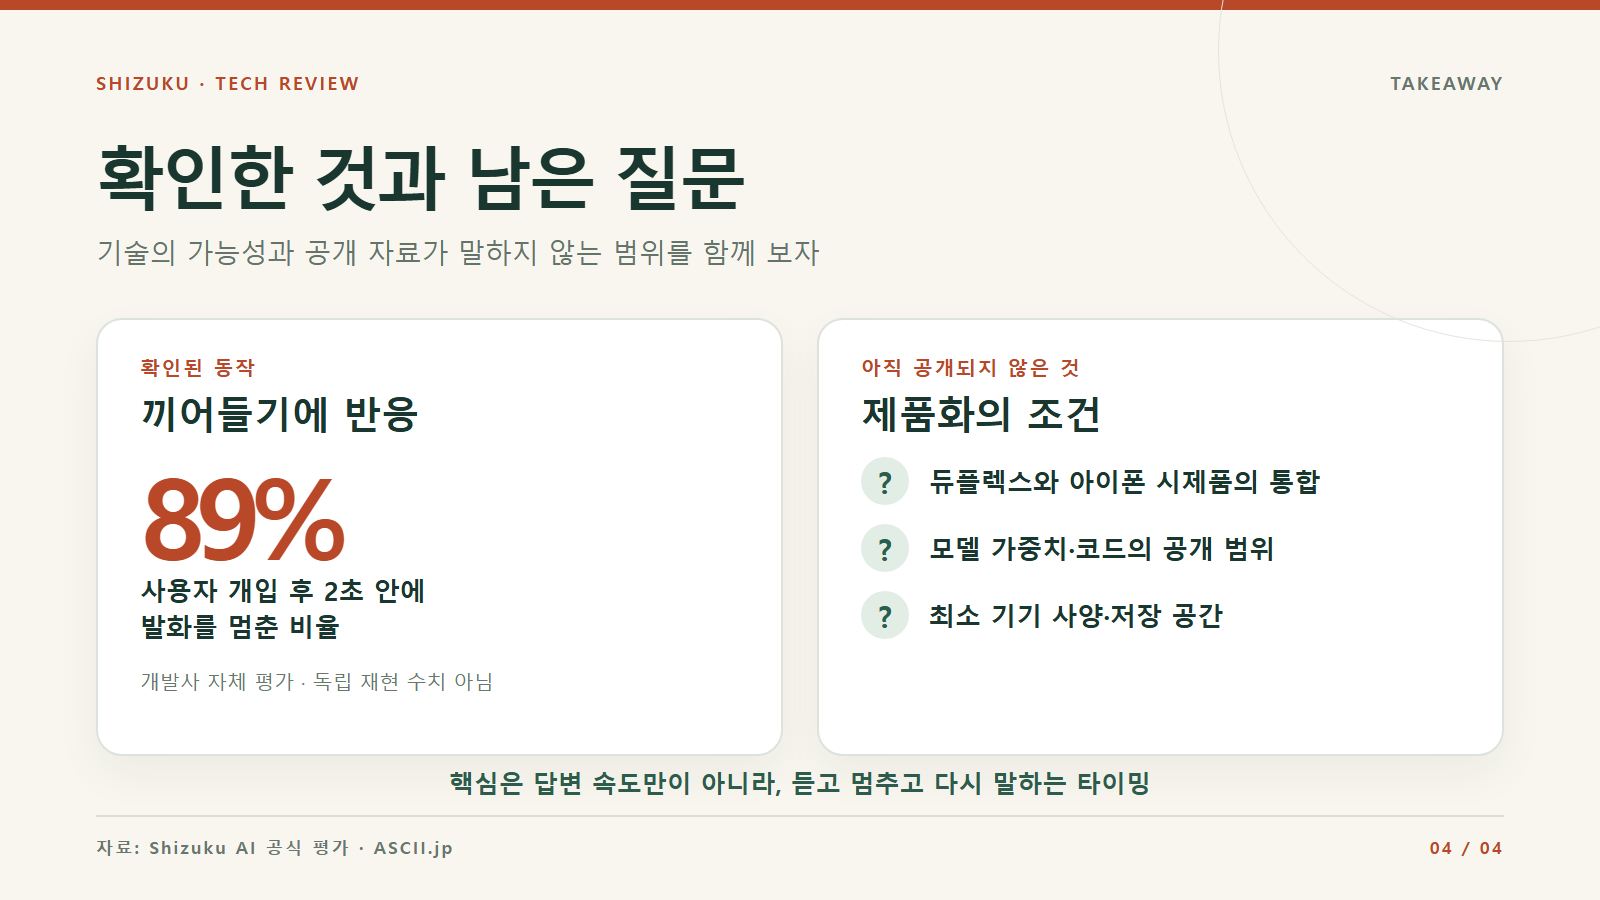 SHIZUKU · TECH REVIEW
TAKEAWAY
확인한 것과 남은 질문
기술의 가능성과 공개 자료가 말하지 않는 범위를 함께 보자
확인된 동작
끼어들기에 반응
89%
사용자 개입 후 2초 안에
발화를 멈춘 비율
개발사 자체 평가 · 독립 재현 수치 아님
아직 공개되지 않은 것
제품화의 조건
? 듀플렉스와 아이폰 시제품의 통합
? 모델 가중치·코드의 공개 범위
? 최소 기기 사양·저장 공간
핵심은 답변 속도만이 아니라, 듣고 멈추고 다시 말하는 타이밍
자료: Shizuku AI 공식 평가 · ASCII.jp
04 / 04